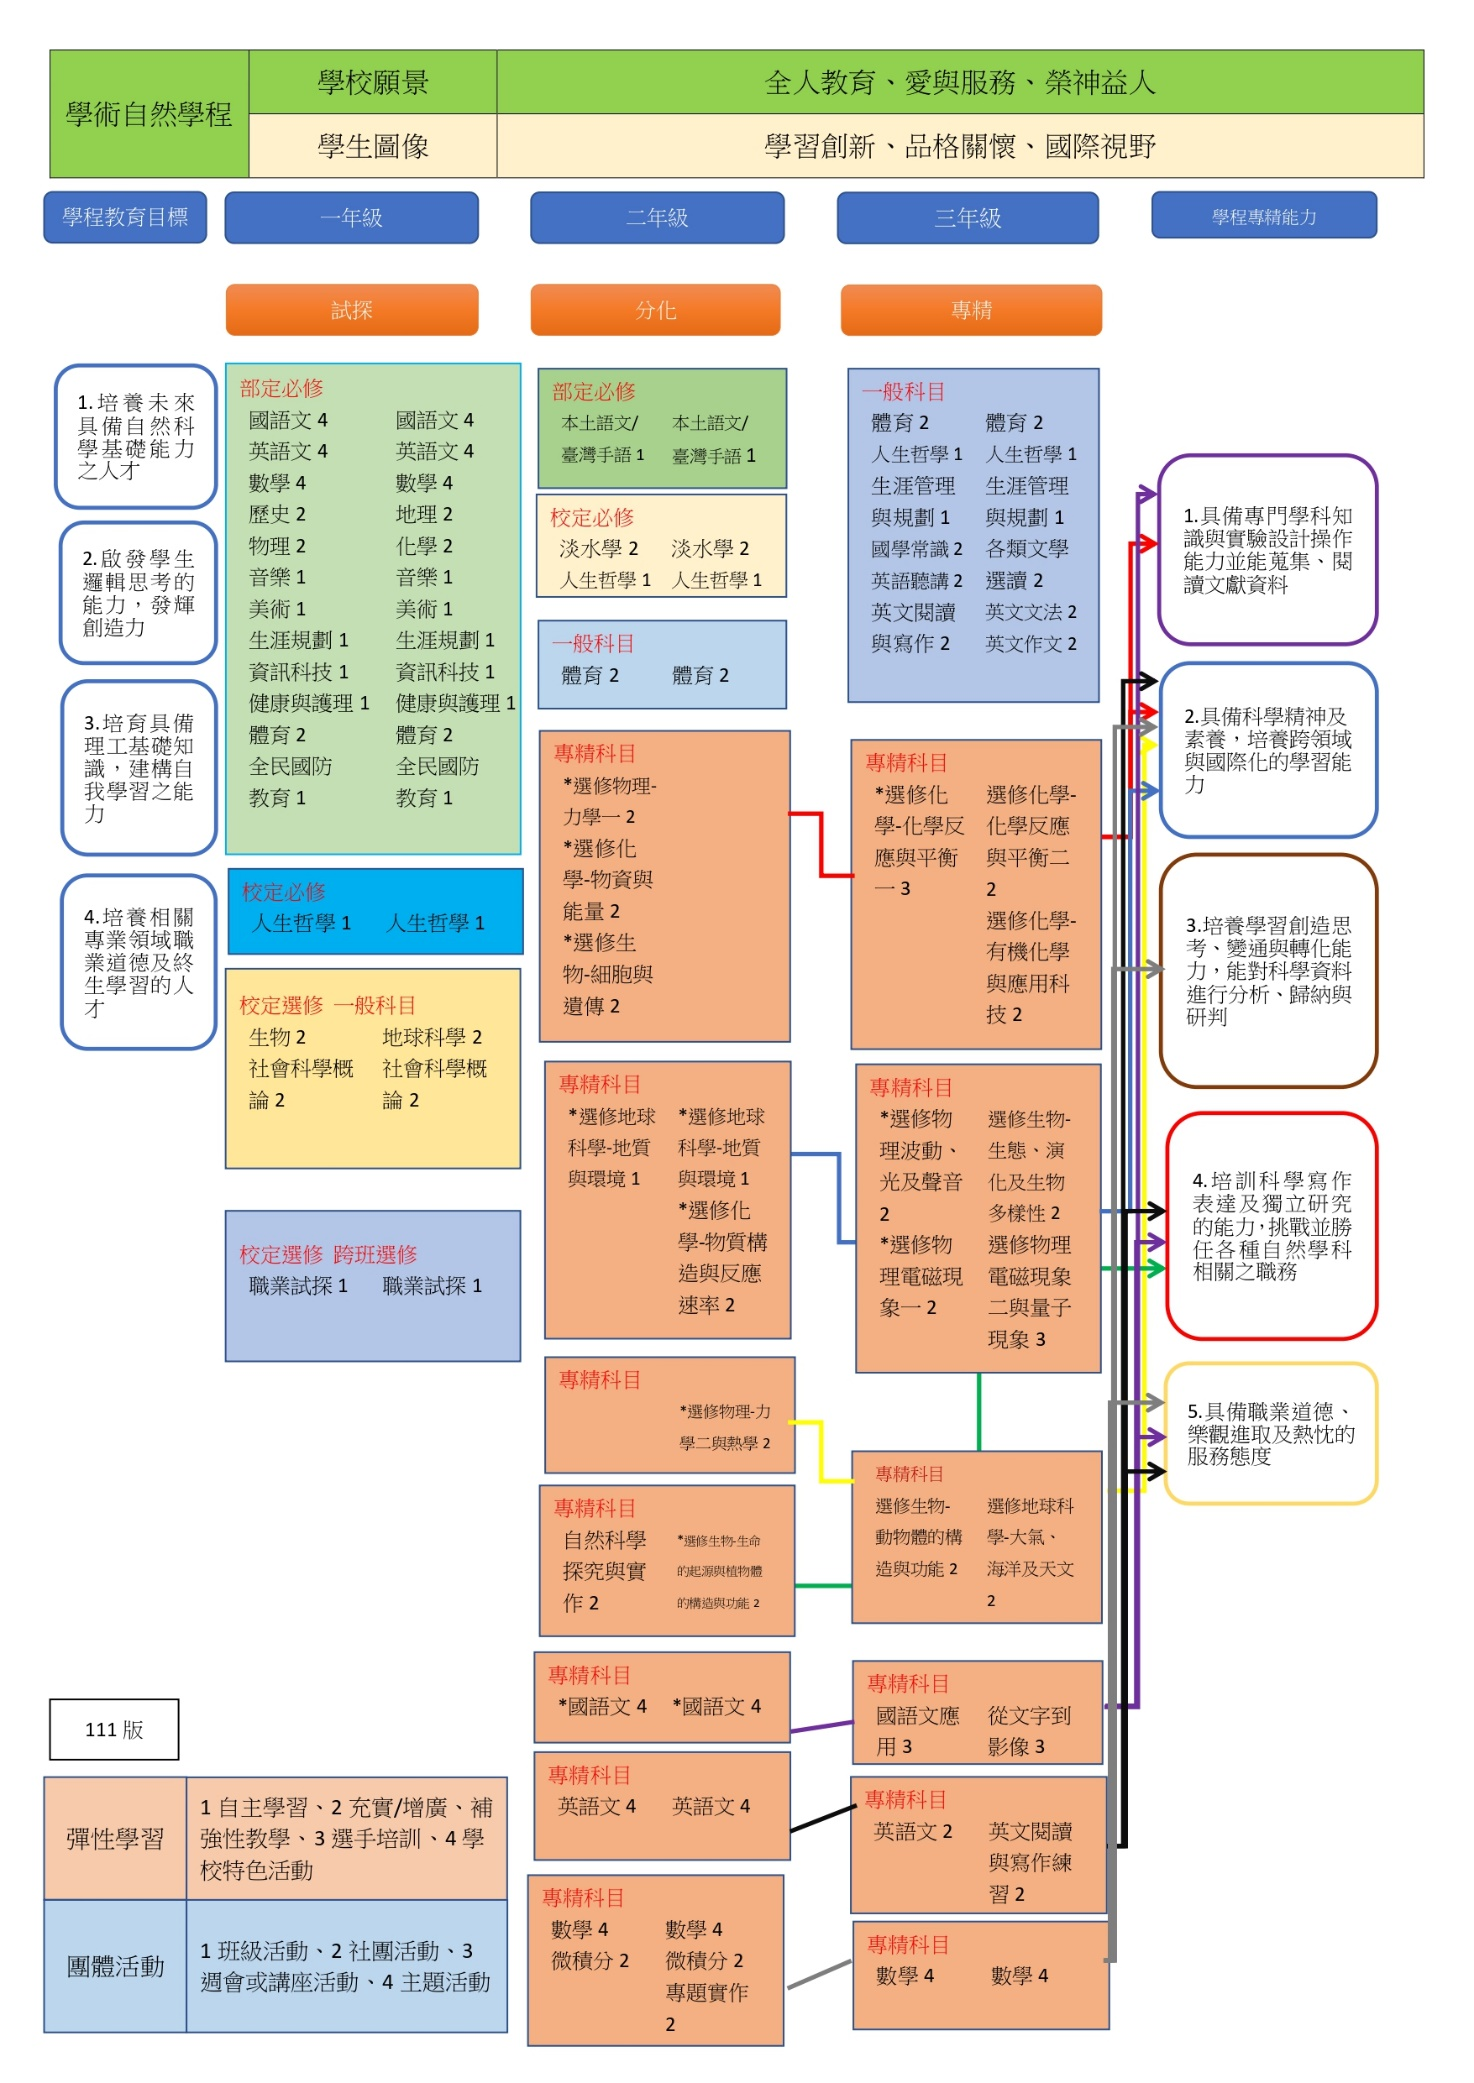 學術自然學程
學校願景
全人教育、愛與服務、榮神益人
學生圖像
學習創新、品格關懷、國際視野
學程教育目標
一年級
二年級
三年級
學程專精能力
試探
分化
專精
1.培養未來
具備自然科
學基礎能力
之人才
2.啟發學生
邏輯思考的
能力，發輝
創造力
3.培育具備
理工基礎知
識，建構自
我學習之能
力
4.培養相關
專業領域職
業道德及終
生學習的人
才
部定必修
國語文 4 國語文 4
英語文 4 英語文 4
數學 4 數學 4
歷史 2 地理 2
物理 2 化學 2
音樂 1 音樂 1
美術 1 美術 1
生涯規劃 1 生涯規劃 1
資訊科技 1 資訊科技 1
健康與護理 1 健康與護理 1
體育 2 體育 2
全民國防 全民國防
教育 1 教育 1
校定必修
人生哲學 1 人生哲學 1
校定選修 一般科目
生物 2 地球科學 2
社會科學概 社會科學概
論 2 論 2
校定選修 跨班選修
職業試探 1 職業試探 1
部定必修
本土語文/ 本土語文/
臺灣手語 1 臺灣手語 1
校定必修
淡水學 2 淡水學 2
人生哲學 1 人生哲學 1
一般科目
體育 2 體育 2
專精科目
*選修物理-
力學一 2
*選修化
學-物資與
能量 2
*選修生
物-細胞與
遺傳 2
專精科目
*選修地球 *選修地球
科學-地質 科學-地質
與環境 1 與環境 1
*選修化
學-物質構
造與反應
速率 2
專精科目
*選修物理-力
學二與熱學 2
專精科目
自然科學
探究與實
作 2
*選修生物-生命
的起源與植物體
的構造與功能 2
專精科目
*國語文 4 *國語文 4
專精科目
英語文 4 英語文 4
專精科目
數學 4 數學 4
微積分 2 微積分 2
專題實作
2
一般科目
體育 2 體育 2
人生哲學 1 人生哲學 1
生涯管理 生涯管理
與規劃 1 與規劃 1
國學常識 2 各類文學
英語聽講 2 選讀 2
英文閱讀 英文文法 2
與寫作 2 英文作文 2
專精科目
*選修化 選修化學-
學-化學反 化學反應
應與平衡 與平衡二
一 3 2
選修化學-
有機化學
與應用科
技 2
專精科目
*選修物 選修生物-
理波動、 生態、演
光及聲音 化及生物
2 多樣性 2
*選修物 選修物理
理電磁現 電磁現象
象一 2 二與量子
現象 3
專精科目
選修生物- 選修地球科
動物體的構 學-大氣、
造與功能 2 海洋及天文
2
專精科目
國語文應 從文字到
用 3 影像 3
專精科目
英語文 2 英文閱讀
與寫作練
習 2
專精科目
數學 4 數學 4
1.具備專門學科知
識與實驗設計操作
能力並能蒐集、閱
讀文獻資料
2.具備科學精神及
素養，培養跨領域
與國際化的學習能
力
3.培養學習創造思
考、變通與轉化能
力，能對科學資料
進行分析、歸納與
研判
4.培訓科學寫作
表達及獨立研究
的能力，挑戰並勝
任各種自然學科
相關之職務
5.具備職業道德、
樂觀進取及熱忱的
服務態度
111 版
彈性學習
1 自主學習、2 充實/增廣、補
強性教學、3 選手培訓、4 學
校特色活動
團體活動
1 班級活動、2 社團活動、3
週會或講座活動、4 主題活動